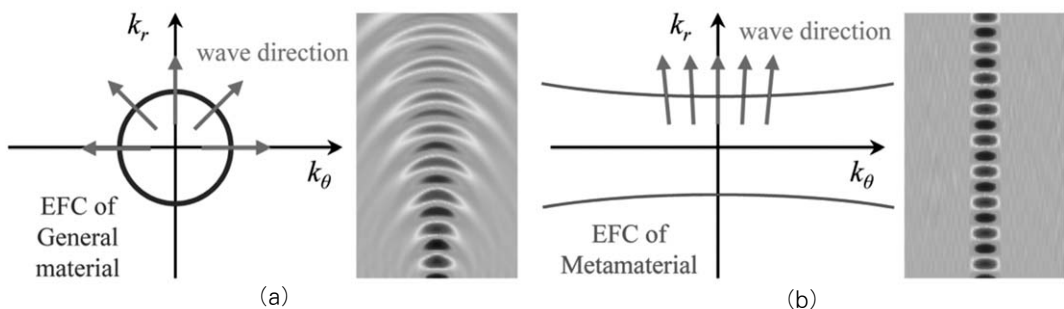 k_r
wave direction
k_θ
EFC of
General
material
(a)
k_r
wave direction
k_θ
EFC of
Metamaterial
(b)